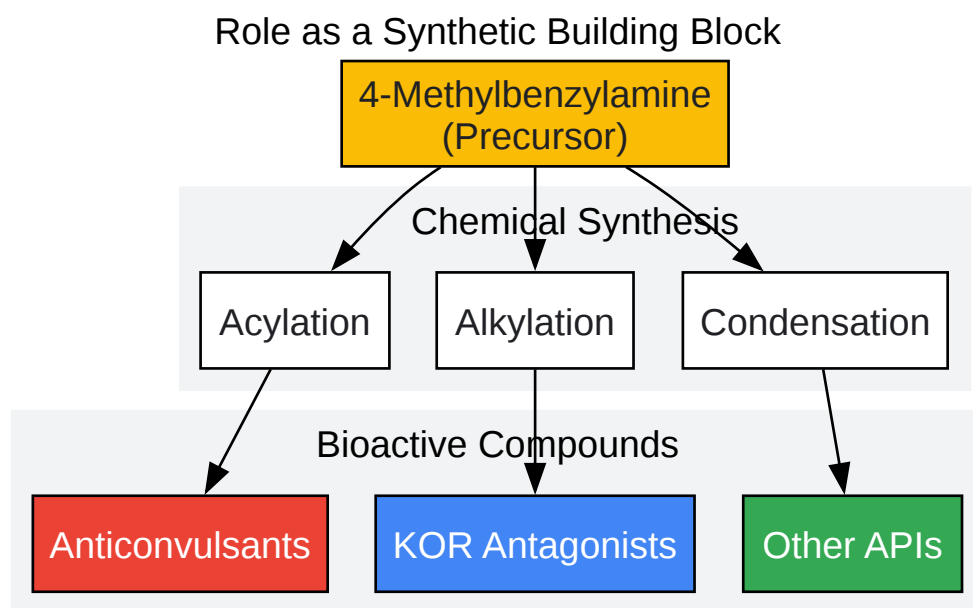 Role as a Synthetic Building Block
4-Methylbenzylamine
(Precursor)
Chemical Synthesis
Acylation
Alkylation
Condensation
Bioactive Compounds
Anticonvulsants
KOR Antagonists
Other APIs